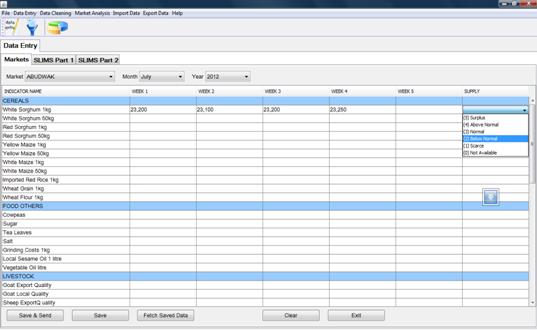 File Data Entry Data Cleaning Market Analysis Import Data Export Data Help
data entry
Data Entry
Markets SLIMS Part 1 SLIMS Part 2
Market ABUDWAK Month July Year 2012
INDICATOR NAME WEEK 1 WEEK 2 WEEK 3 WEEK 4 WEEK 5 SUPPLY
CEREALS
White Sorghum 1kg 23,200 23,100 23,200 23,250
White Sorghum 50kg (5) Surplus
(4) Above Normal
Red Sorghum 1kg (3) Normal
Red Sorghum 50kg (2) Below Normal
Yellow Maize 1kg (1) Scarce
Yellow Maize 50kg (0) Not Available
White Maize 1kg
White Maize 50kg
Imported Red Rice 1kg
Wheat Grain 1kg
Wheat Flour 1kg
FOOD OTHERS
Cowpeas
Sugar
Tea Leaves
Salt
Grinding Costs 1kg
Local Sesame Oil 1 litre
Vegetable Oil litre
LIVESTOCK
Goat Export Quality
Goat Local Quality
Sheep ExportQ uality
Save & Send Save Fetch Saved Data Clear Exit